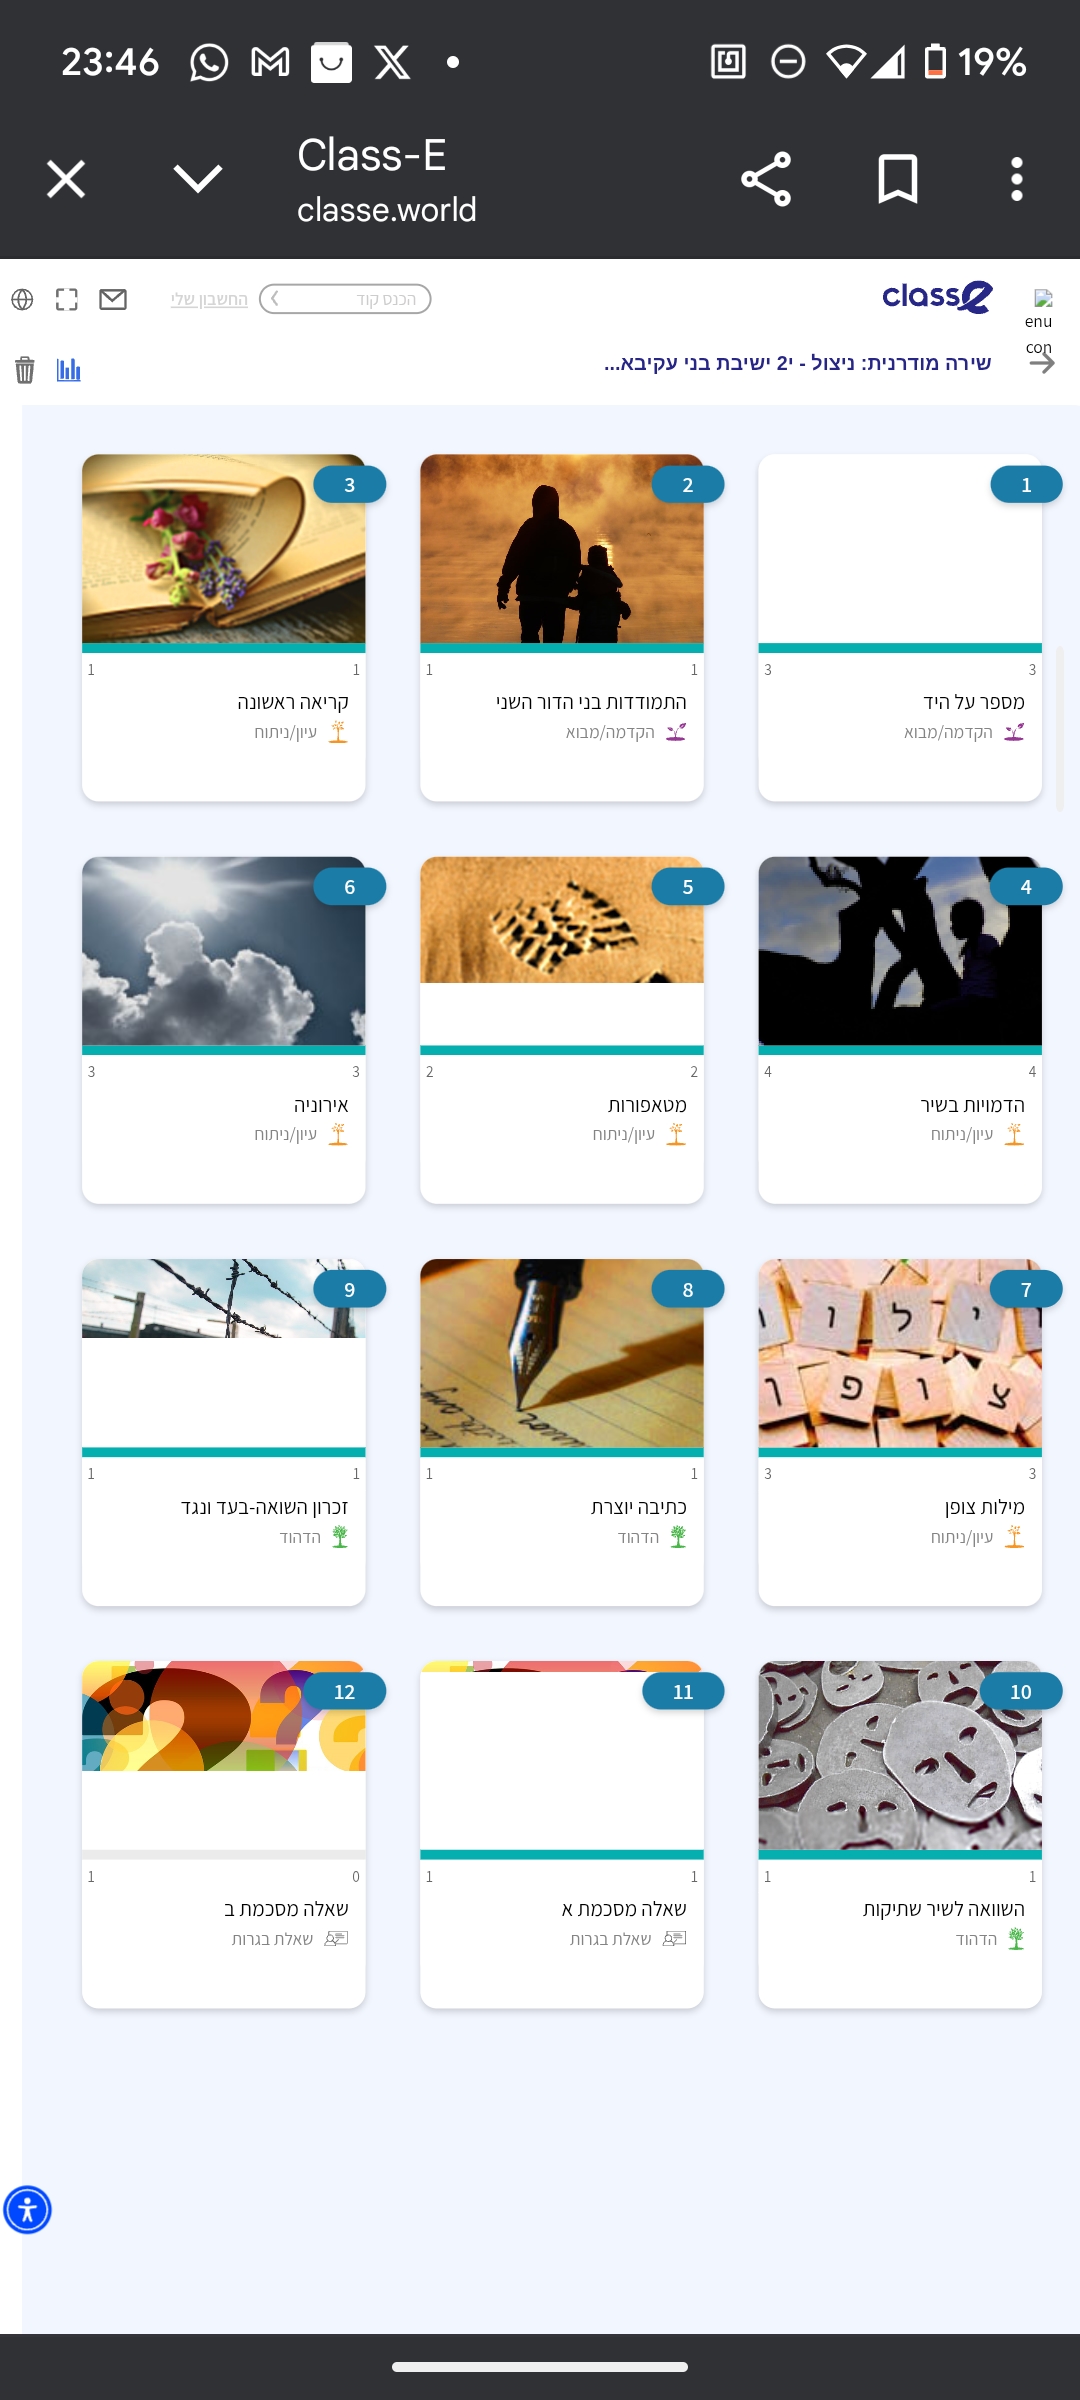 23:46
19%
Class-E
classe.world
classe
הכנס קוד
החשבון שלי
enu
con
שירה מודרנית: ניצול - י2 ישיבת בני עקיבא...
1
2
3
3 3
1 1
1 1
מספר על היד
הקדמה/מבוא
התמודדות בני הדור השני
הקדמה/מבוא
קריאה ראשונה
עיון/ניתוח
4
5
6
4 4
2 2
3 3
הדמויות בשיר
עיון/ניתוח
מטאפורות
עיון/ניתוח
אירוניה
עיון/ניתוח
7
8
9
י ל ו
צ ו פ
3 3
1 1
1 1
מילות צופן
עיון/ניתוח
כתיבה יוצרת
הדהוד
זכרון השואה-בעד ונגד
הדהוד
10
11
12
1 1
1 1
0 1
השוואה לשיר שתיקות
הדהוד
שאלה מסכמת א
שאלת בגרות
שאלה מסכמת ב
שאלת בגרות